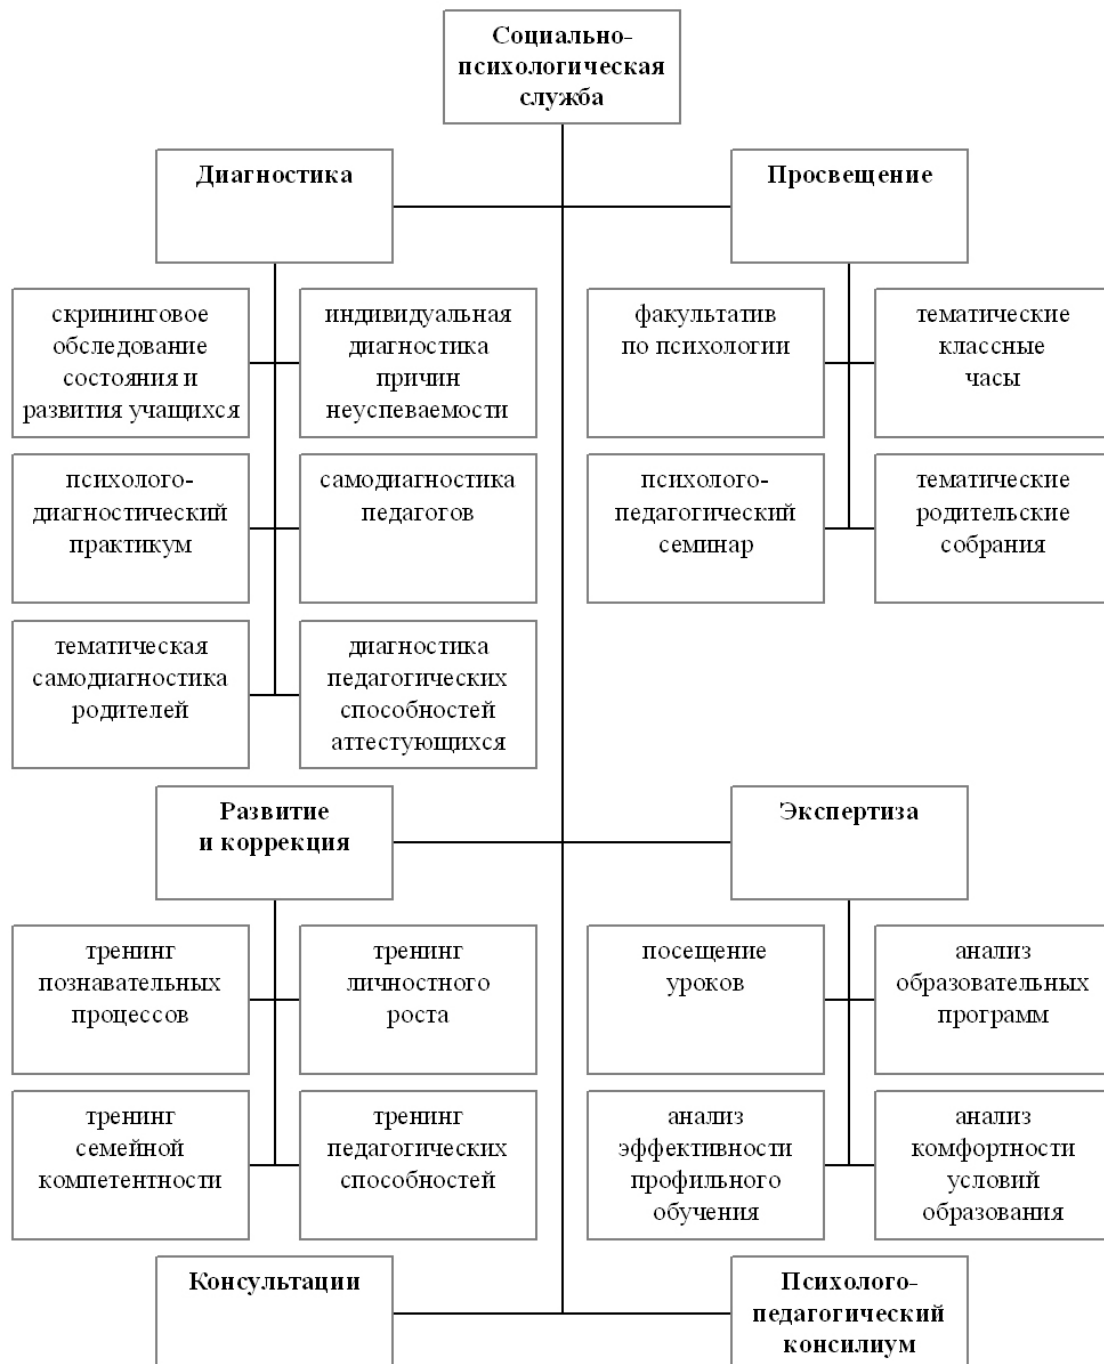 Социально-
психологическая
служба
Диагностика
Просвещение
скрининговое
обследование
состояния и
развития учащихся
индивидуальная
диагностика
причин
неуспеваемости
факультатив
по психологии
тематические
классные
часы
психолого-
диагностический
практикум
самодиагностика
педагогов
психолого-
педагогический
семинар
тематические
родительские
собрания
тематическая
самодиагностика
родителей
диагностика
педагогических
способностей
аттестующихся
Развитие
и коррекция
Экспертиза
тренинг
познавательных
процессов
тренинг
личностного
роста
посещение
уроков
анализ
образовательных
программ
тренинг
семейной
компетентности
тренинг
педагогических
способностей
анализ
эффективности
профильного
обучения
анализ
комфортности
условий
образования
Консультации
Психолого-
педагогический
консилиум